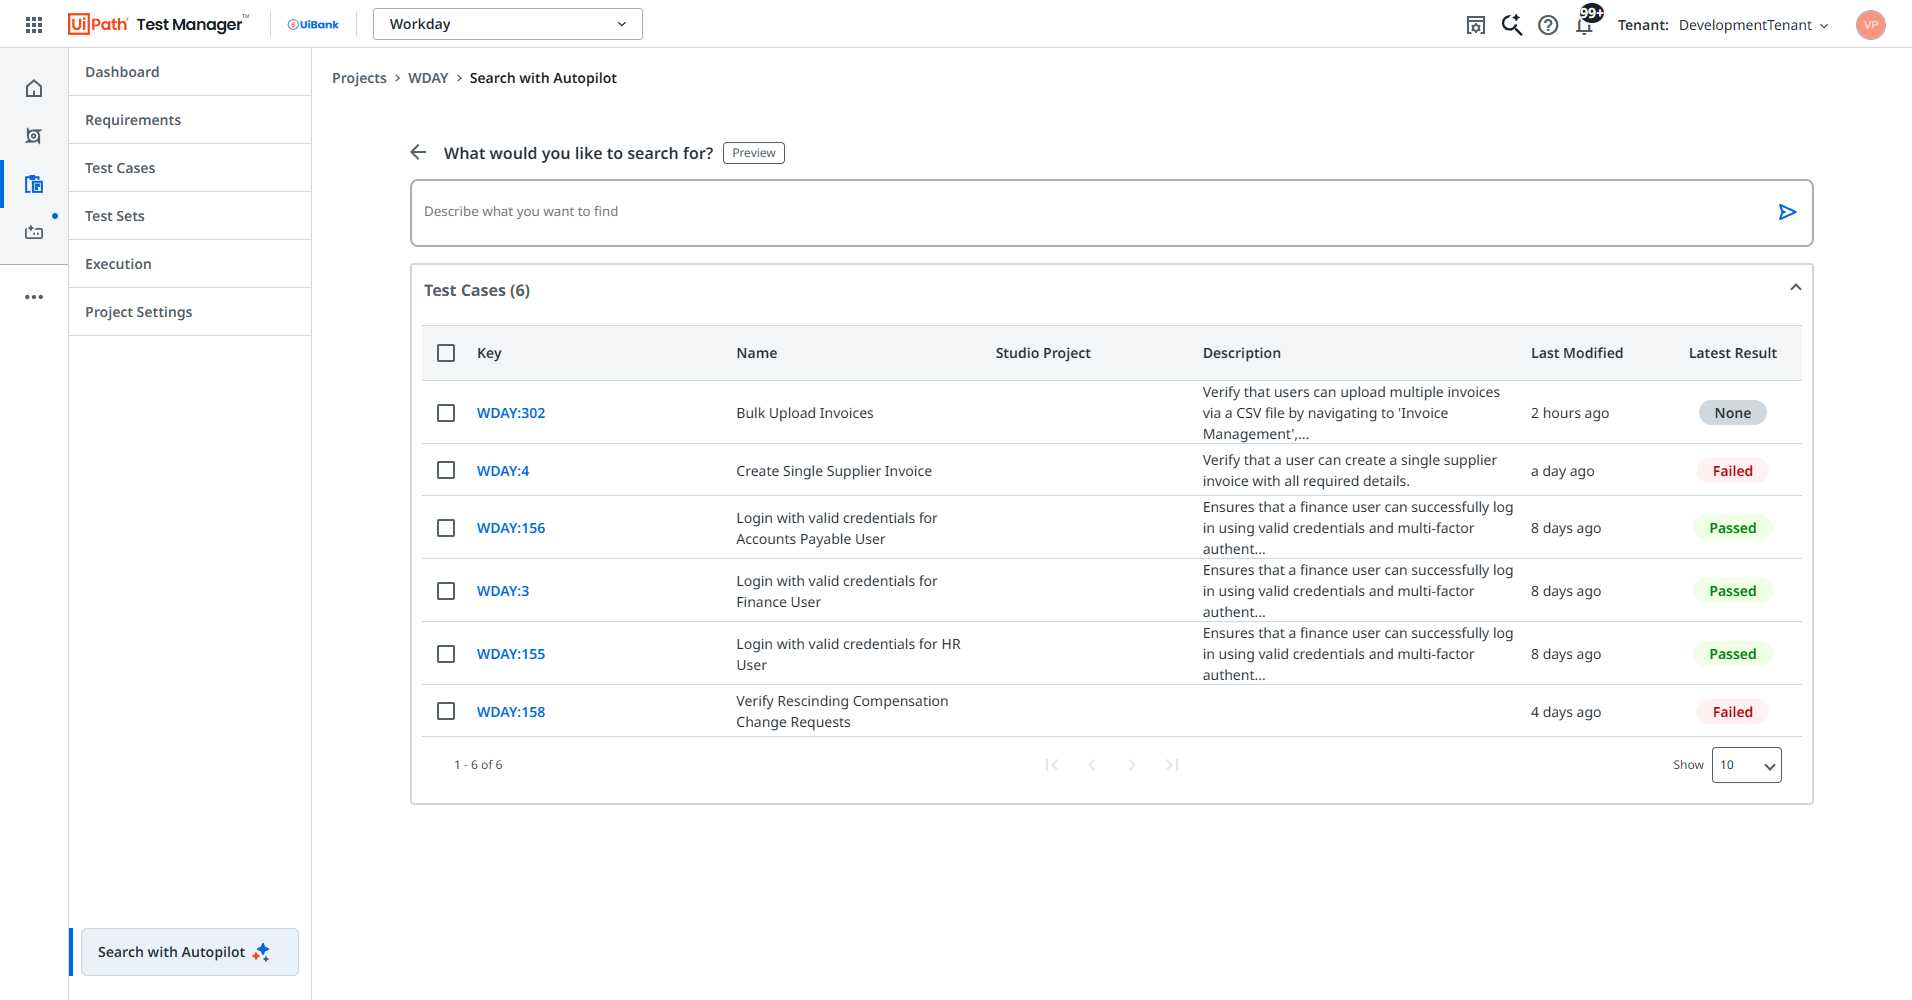 UiPath Test Manager™
UiBank
Workday
99+
Tenant: DevelopmentTenant
VP
Dashboard
Requirements
Test Cases
Test Sets
Execution
Project Settings
Search with Autopilot
Projects > WDAY > Search with Autopilot
What would you like to search for? Preview
Describe what you want to find
Test Cases (6)
Key Name Studio Project Description Last Modified Latest Result
WDAY:302 Bulk Upload Invoices
Verify that users can upload multiple invoices
via a CSV file by navigating to 'Invoice
Management',...
2 hours ago None
WDAY:4 Create Single Supplier Invoice
Verify that a user can create a single supplier
invoice with all required details.
a day ago Failed
WDAY:156
Login with valid credentials for
Accounts Payable User
Ensures that a finance user can successfully log
in using valid credentials and multi-factor
authent...
8 days ago Passed
WDAY:3
Login with valid credentials for
Finance User
Ensures that a finance user can successfully log
in using valid credentials and multi-factor
authent...
8 days ago Passed
WDAY:155
Login with valid credentials for HR
User
Ensures that a finance user can successfully log
in using valid credentials and multi-factor
authent...
8 days ago Passed
WDAY:158
Verify Rescinding Compensation
Change Requests
4 days ago Failed
1 - 6 of 6
Show 10